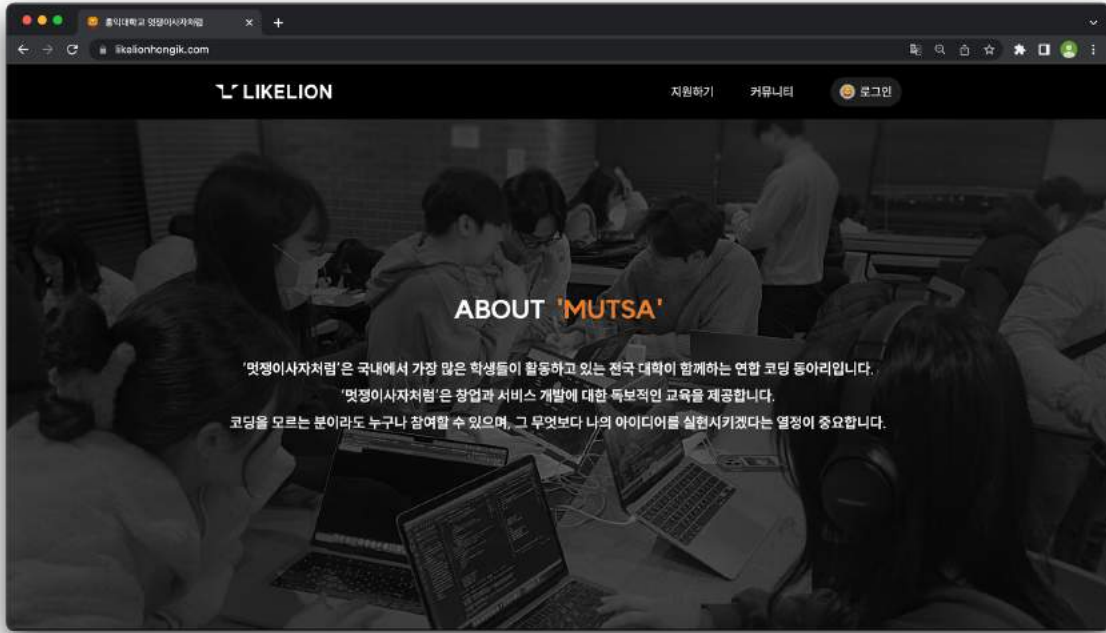 홍익대학교 멋쟁이사자처럼
likelionhongik.com
LIKELION
지원하기
커뮤니티
로그인
ABOUT 'MUTSA'
'멋쟁이사자처럼'은 국내에서 가장 많은 학생들이 활동하고 있는 전국 대학이 함께하는 연합 코딩 동아리입니다.
'멋쟁이사자처럼'은 창업과 서비스 개발에 대한 독보적인 교육을 제공합니다.
코딩을 모르는 분이라도 누구나 참여할 수 있으며, 그 무엇보다 나의 아이디어를 실현시키겠다는 열정이 중요합니다.